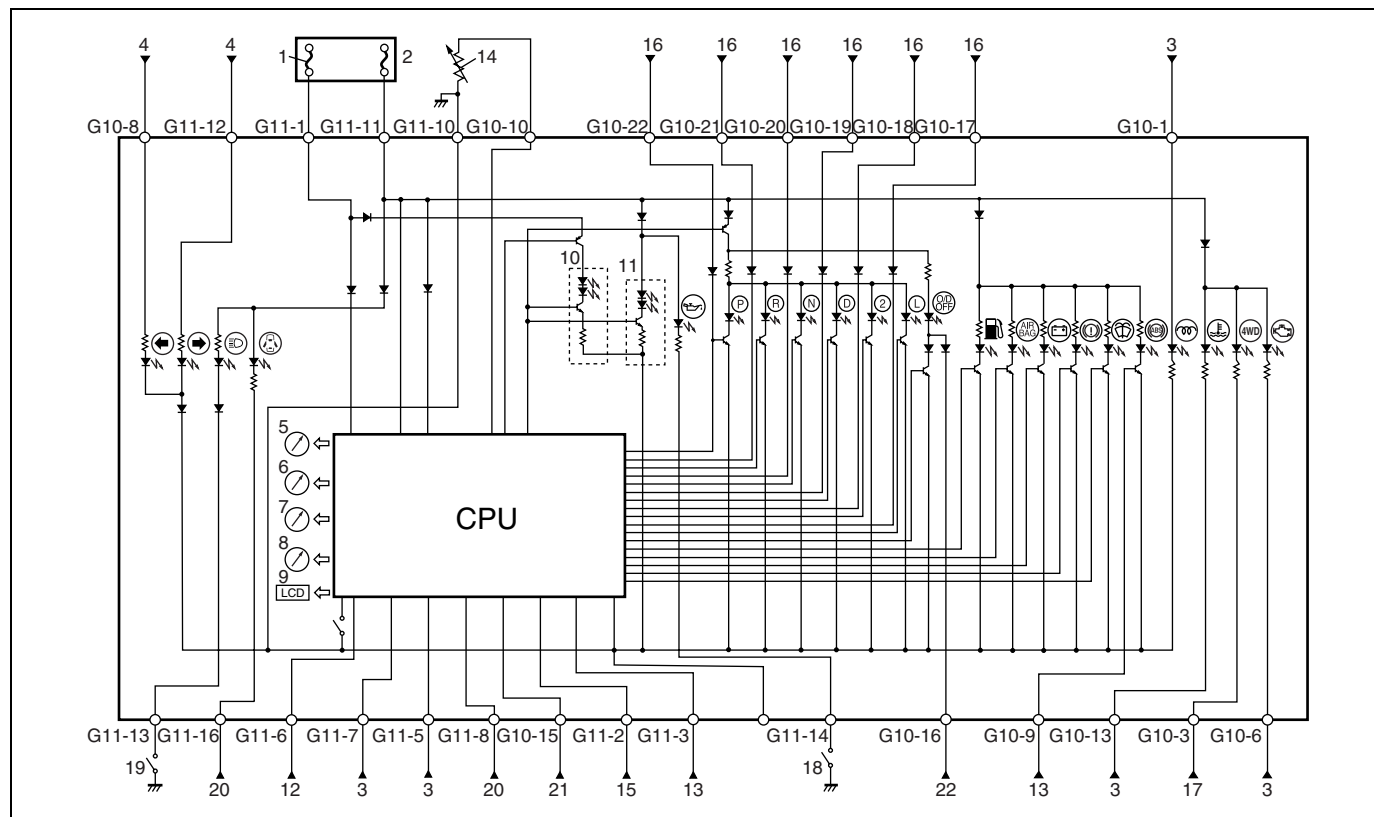 4 4 1 2 14 16 16 16 16 16 16 3
G10-8 G11-12 G11-1 G11-11 G11-10 G10-10 G10-22 G10-21 G10-20 G10-19 G10-18 G10-17 G10-1
10 11
P R N D 2 L O/D OFF AIR BAG ABS 4WD
5
6
7
8
9
LCD
CPU
G11-13 G11-16 G11-6 G11-7 G11-5 G11-8 G10-15 G11-2 G11-3 G11-14 G10-16 G10-9 G10-13 G10-3 G10-6
19 20 12 3 3 20 21 15 13 18 22 13 3 17 3